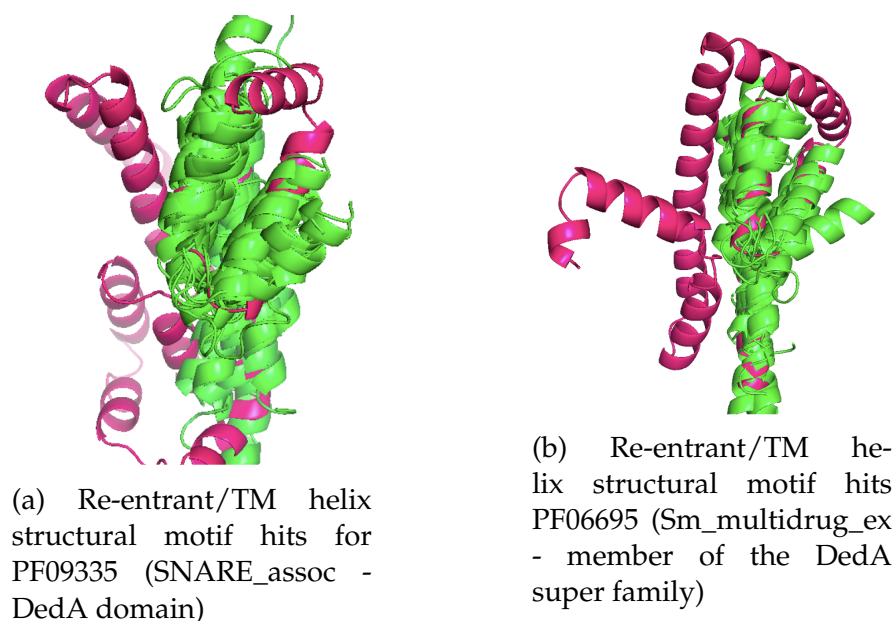 (a) Re-entrant/TM helix
structural motif hits for
PF09335 (SNARE_assoc -
DedA domain)
(b) Re-entrant/TM he-
lix structural motif hits
PF06695 (Sm_multidrug_ex
- member of the DedA
super family)